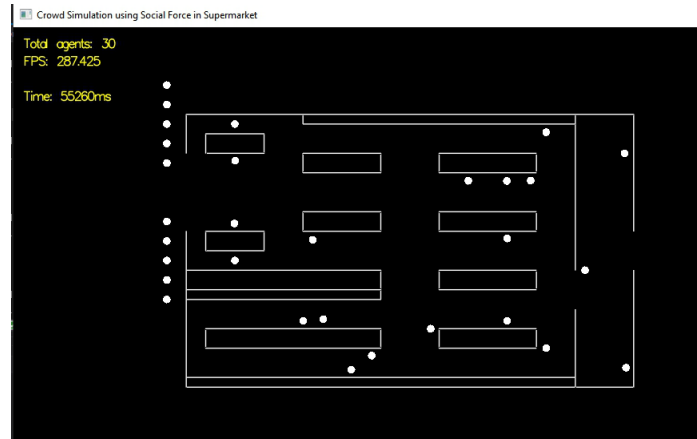 Crowd Simulation using Social Force in Supermarket
Total agents: 30
FPS: 287.425
Time: 55260ms